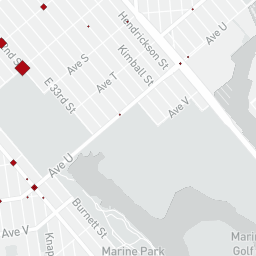 Hendrickson St
Kimball St
Ave U
Ave S
Ave T
nd St
E 33rd St
Ave V
Ave U
Burnett St
Knap
Ave V
Marine Park
Marin
Golf